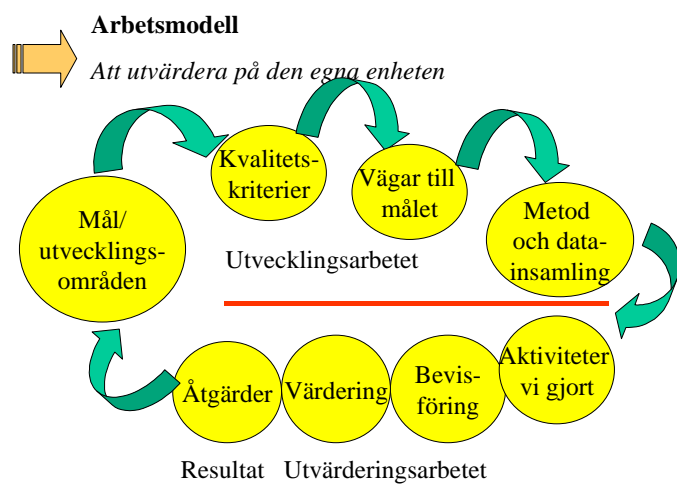 Arbetsmodell
Att utvärdera på den egna enheten
Kvalitets-
kriterier
Vägar till
målet
Mål/
utvecklings-
områden
Metod
och data-
insamling
Utvecklingsarbetet
Åtgärder
Värdering
Bevis-
föring
Aktiviteter
vi gjort
Resultat Utvärderingsarbetet